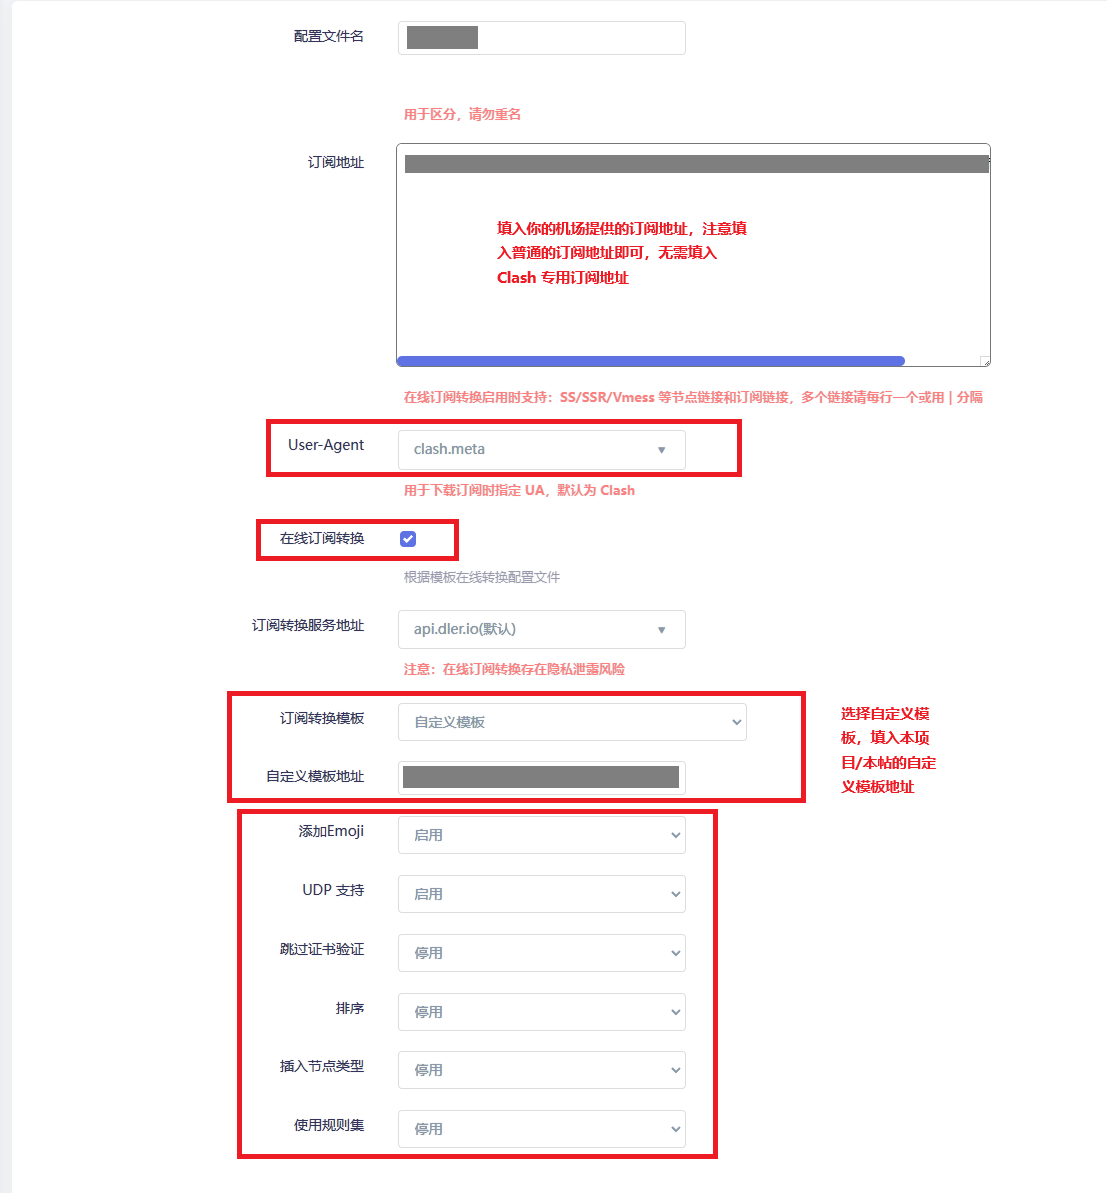 配置文件名
用于区分，请勿重名
订阅地址
填入你的机场提供的订阅地址，注意填
入普通的订阅地址即可，无需填入
Clash 专用订阅地址
在线订阅转换启用时支持：SS/SSR/Vmess 等节点链接和订阅链接，多个链接请每行一个或用 | 分隔
User-Agent
clash.meta
用于下载订阅时指定 UA，默认为 Clash
在线订阅转换
根据模板在线转换配置文件
订阅转换服务地址
api.dler.io(默认)
注意：在线订阅转换存在隐私泄露风险
订阅转换模板
自定义模板
选择自定义模
板，填入本项
目/本帖的自定
义模板地址
自定义模板地址
添加Emoji
启用
UDP 支持
启用
跳过证书验证
停用
排序
停用
插入节点类型
停用
使用规则集
停用